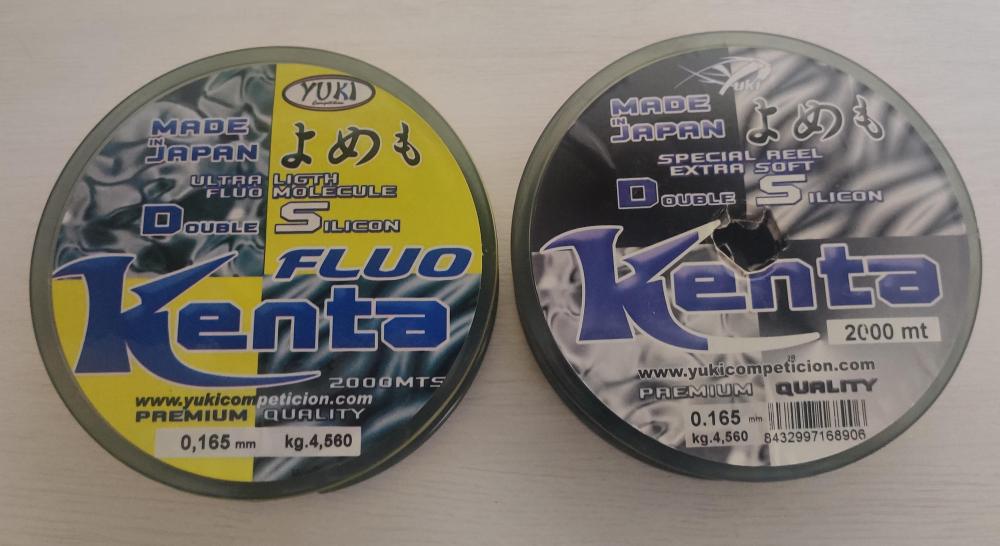 YUKI
Competition
MADE
IN
JAPAN
よめも
ULTRA LIGTH
FLUO MOLECULE
DOUBLE SILICON
FLUO
Kenta
2000MTS
www.yukicompeticion.com
PREMIUM QUALITY
0,165 mm kg.4,560
Yuki
MADE
IN
JAPAN
よめも
SPECIAL REEL
EXTRA SOFT
DOUBLE SILICON
Kenta
2000 mt
www.yukicompeticion.com
PREMIUM QUALITY
0.165 mm
kg.4,560
8432997168906